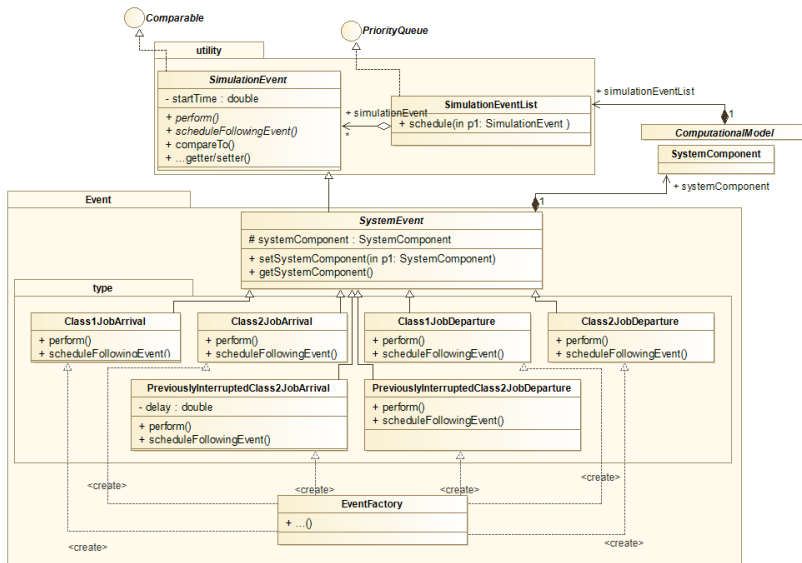 Comparable
PriorityQueue
utility
SimulationEvent
- startTime : double
+ perform()
+ scheduleFollowingEvent()
+ compareTo()
+ ...getter/setter()
+ simulationEvent
*
SimulationEventList
+ schedule(in p1: SimulationEvent )
+ simulationEventList
1
ComputationalModel
SystemComponent
+ systemComponent
1
Event
SystemEvent
# systemComponent : SystemComponent
+ setSystemComponent(in p1: SystemComponent)
+ getSystemComponent()
type
Class1JobArrival
+ perform()
+ scheduleFollowingEvent()
Class2JobArrival
+ perform()
+ scheduleFollowingEvent()
Class1JobDeparture
+ perform()
+ scheduleFollowingEvent()
Class2JobDeparture
+ perform()
+ scheduleFollowingEvent()
PreviouslyInterruptedClass2JobArrival
- delay : double
+ perform()
+ scheduleFollowingEvent()
PreviouslyInterruptedClass2JobDeparture
+ perform()
+ scheduleFollowingEvent()
<create>
<create>
<create>
<create>
EventFactory
+ ...()
<create>
<create>